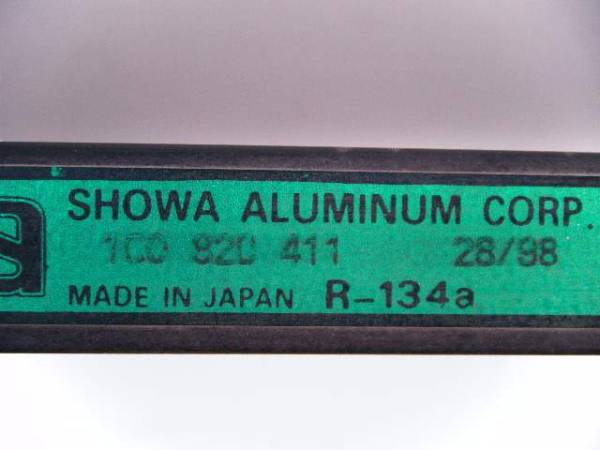 SHOWA ALUMINUM CORP.
1C0 820 411 28/98
MADE IN JAPAN R-134a